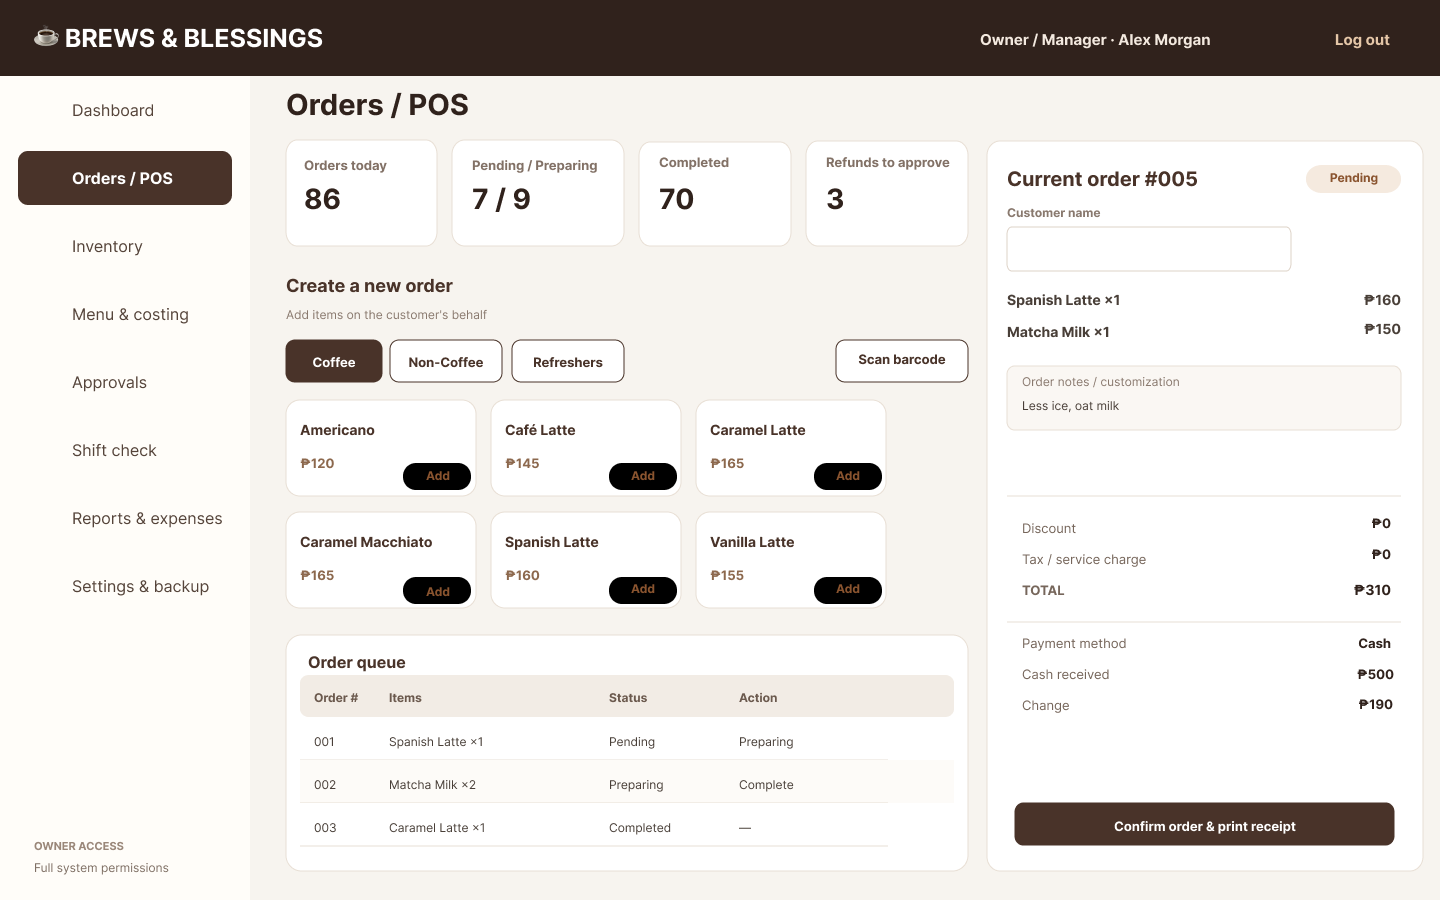 BREWS & BLESSINGS
Owner / Manager · Alex Morgan
Log out
Dashboard
Orders / POS
Inventory
Menu & costing
Approvals
Shift check
Reports & expenses
Settings & backup
OWNER ACCESS
Full system permissions
Orders / POS
Orders today
86
Pending / Preparing
7 / 9
Completed
70
Refunds to approve
3
Create a new order
Add items on the customer's behalf
Coffee
Non-Coffee
Refreshers
Scan barcode
Americano
₱120
Add
Café Latte
₱145
Add
Caramel Latte
₱165
Add
Caramel Macchiato
₱165
Add
Spanish Latte
₱160
Add
Vanilla Latte
₱155
Add
Order queue
Order # Items Status Action
001 Spanish Latte ×1 Pending Preparing
002 Matcha Milk ×2 Preparing Complete
003 Caramel Latte ×1 Completed —
Current order #005
Pending
Customer name
Spanish Latte ×1 ₱160
Matcha Milk ×1 ₱150
Order notes / customization
Less ice, oat milk
Discount ₱0
Tax / service charge ₱0
TOTAL ₱310
Payment method Cash
Cash received ₱500
Change ₱190
Confirm order & print receipt